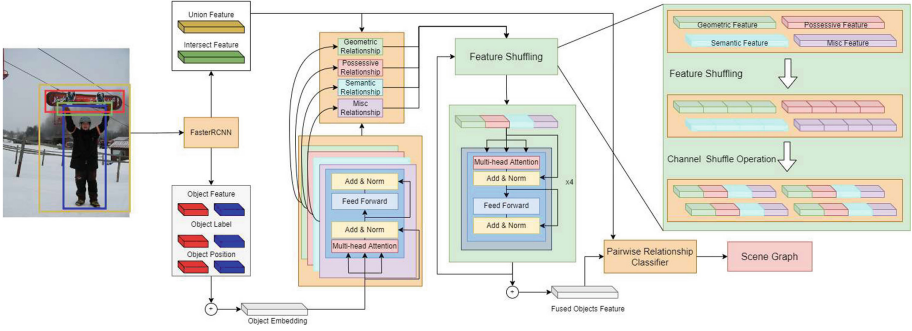 Union Feature
Intersect Feature
FasterRCNN
Object Feature
Object Label
Object Position
+
Object Embedding
Geometric
Relationship
Possessive
Relationship
Semantic
Relationship
Misc
Relationship
Add & Norm
Feed Forward
Add & Norm
Multi-head Attention
Feature Shuffling
Multi-head Attention
Add & Norm
Feed Forward
Add & Norm
x4
+
Fused Objects Feature
Pairwise Relationship
Classifier
Scene Graph
Geometric Feature
Possessive Feature
Semantic Feature
Misc Feature
Feature Shuffling
Channel Shuffle Operation